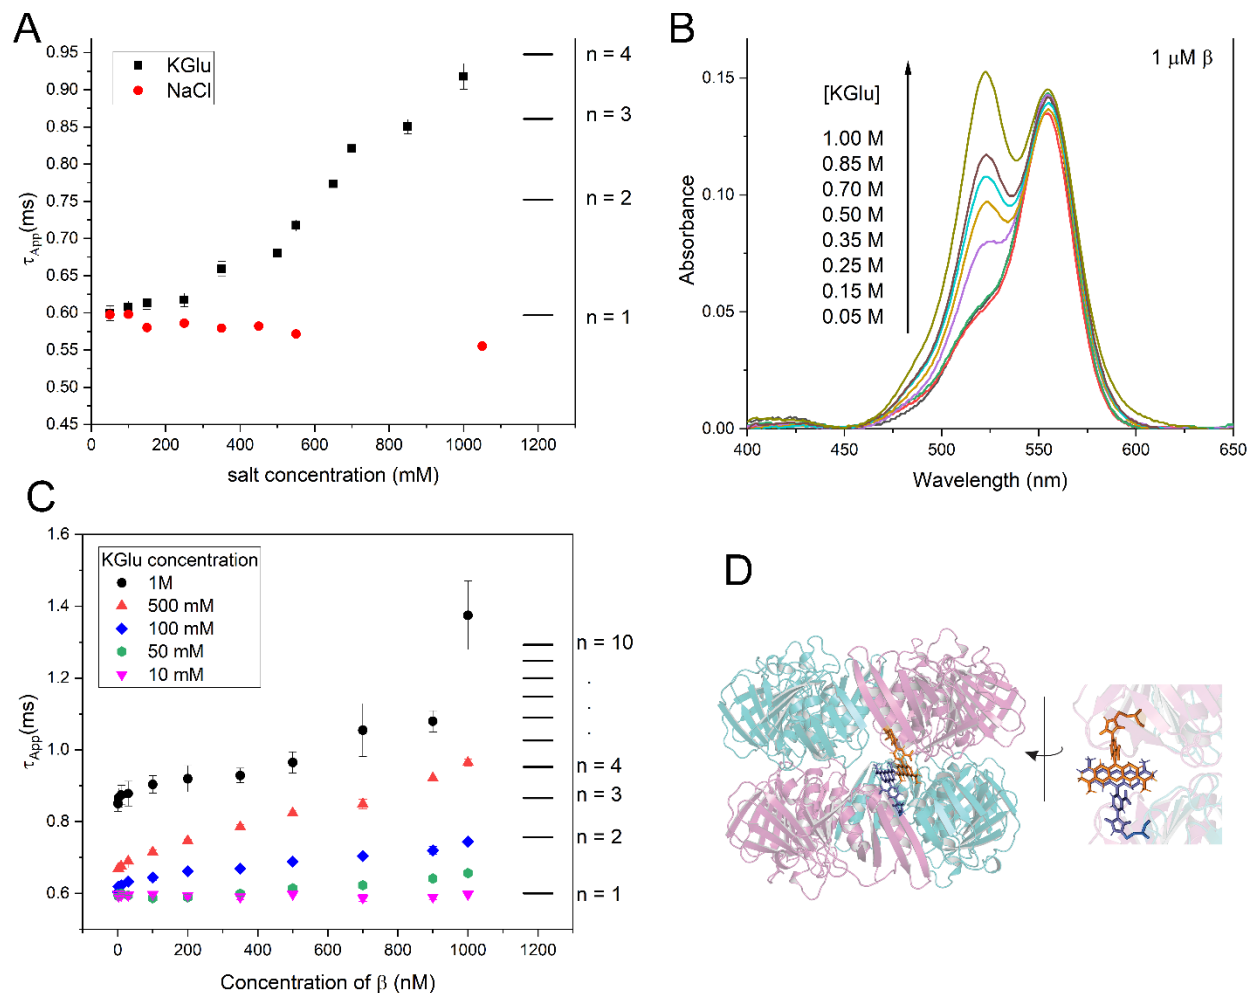 A
0.95
0.90
0.85
0.80
0.75
0.70
0.65
0.60
0.55
0.50
0.45
τApp(ms)
KGlu
NaCl
n = 4
n = 3
n = 2
n = 1
0 200 400 600 800 1000 1200
salt concentration (mM)
B
1 μM β
0.15
0.10
0.05
0.00
Absorbance
[KGlu]
1.00 M
0.85 M
0.70 M
0.50 M
0.35 M
0.25 M
0.15 M
0.05 M
400 450 500 550 600 650
Wavelength (nm)
C
1.6
1.4
1.2
1.0
0.8
0.6
τApp(ms)
KGlu concentration
1M
500 mM
100 mM
50 mM
10 mM
n = 10
.
.
.
n = 4
n = 3
n = 2
n = 1
0 200 400 600 800 1000 1200
Concentration of β (nM)
D